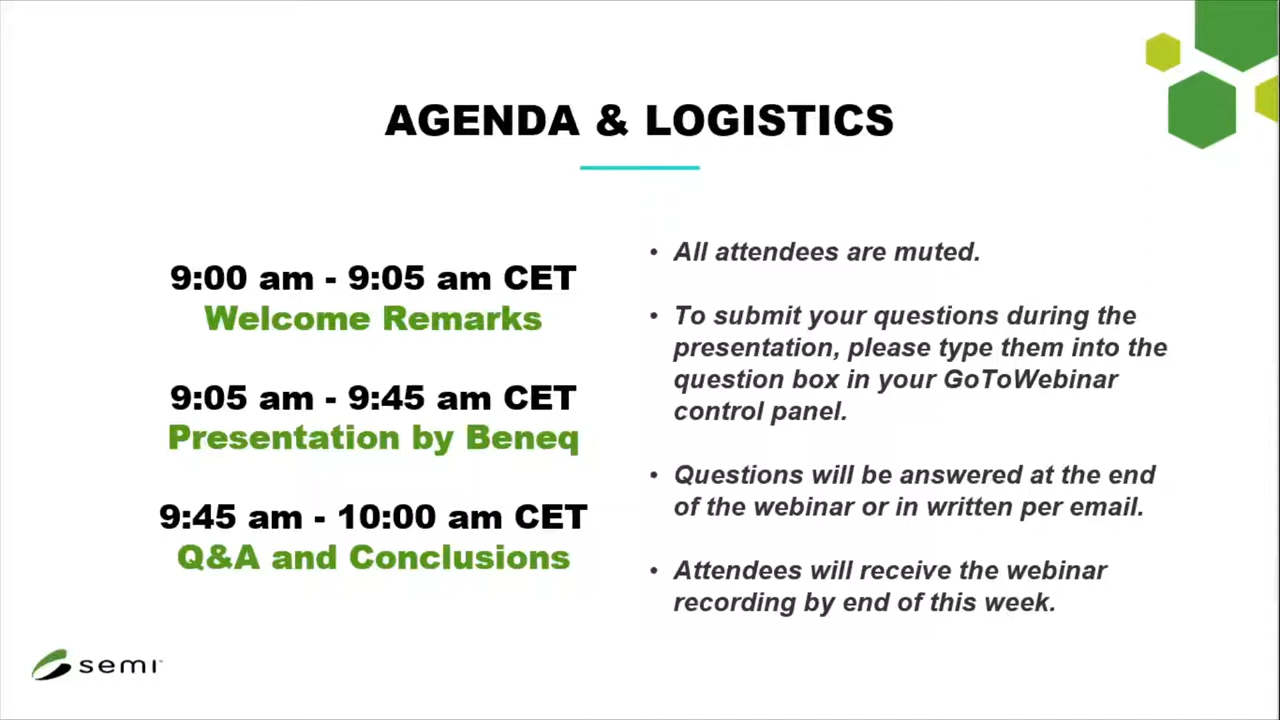 AGENDA & LOGISTICS
9:00 am - 9:05 am CET
Welcome Remarks
9:05 am - 9:45 am CET
Presentation by Beneq
9:45 am - 10:00 am CET
Q&A and Conclusions
• All attendees are muted.
• To submit your questions during the
presentation, please type them into the
question box in your GoToWebinar
control panel.
• Questions will be answered at the end
of the webinar or in written per email.
• Attendees will receive the webinar
recording by end of this week.
semi